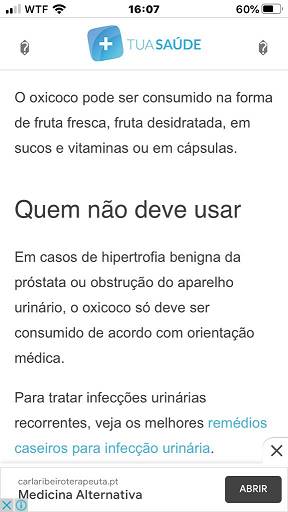 WTF 16:07 60%
TUA SAÚDE
O oxicoco pode ser consumido na forma
de fruta fresca, fruta desidratada, em
sucos e vitaminas ou em cápsulas.
Quem não deve usar
Em casos de hipertrofia benigna da
próstata ou obstrução do aparelho
urinário, o oxicoco só deve ser
consumido de acordo com orientação
médica.
Para tratar infecções urinárias
recorrentes, veja os melhores remédios
caseiros para infecção urinária.
carlaribeiroterapeuta.pt
Medicina Alternativa
ABRIR